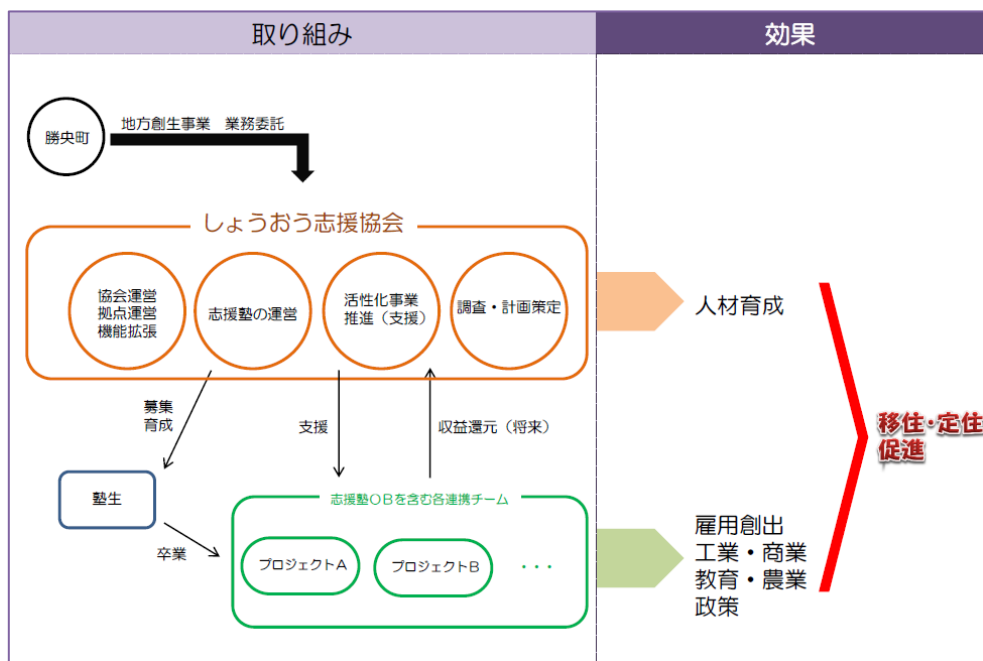 取り組み
効果
勝央町
地方創生事業　業務委託
しょうおう志援協会
協会運営
拠点運営
機能拡張
志援塾の運営
活性化事業
推進（支援）
調査・計画策定
人材育成
募集
育成
支援
収益還元（将来）
移住・定住
促進
塾生
志援塾OBを含む各連携チーム
卒業
プロジェクトA
プロジェクトB
・・・
雇用創出
工業・商業
教育・農業
政策